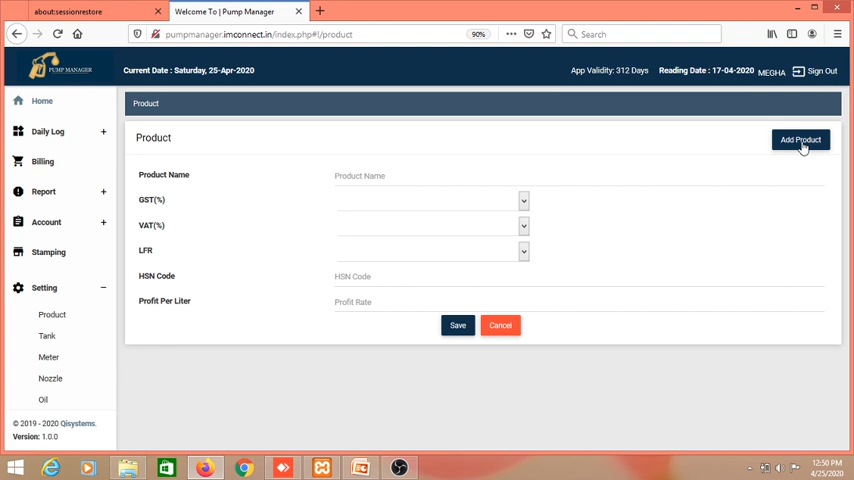 about:sessionrestore
Welcome To | Pump Manager
pumpmanager.imconnect.in/index.php#!/product
90%
Search
PUMP MANAGER
Current Date : Saturday, 25-Apr-2020
App Validity: 312 Days
Reading Date : 17-04-2020
MEGHA
Sign Out
Home
Daily Log +
Billing
Report +
Account +
Stamping
Setting −
Product
Tank
Meter
Nozzle
Oil
© 2019 - 2020 Qisystems.
Version: 1.0.0
Product
Product
Add Product
Product Name
Product Name
GST(%)
VAT(%)
LFR
HSN Code
HSN Code
Profit Per Liter
Profit Rate
Save
Cancel
12:50 PM
4/25/2020